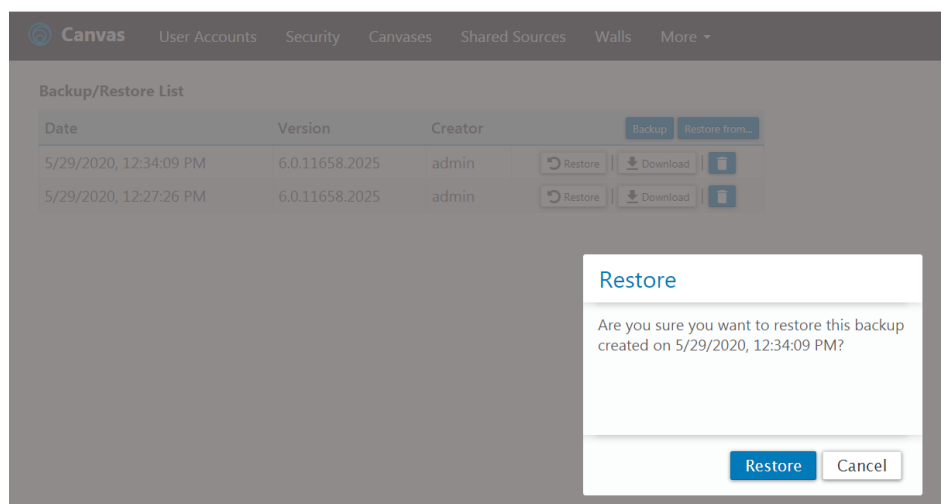 Canvas User Accounts Security Canvases Shared Sources Walls More
Backup/Restore List
Date Version Creator Backup Restore from...
5/29/2020, 12:34:09 PM 6.0.11658.2025 admin Restore | Download |
5/29/2020, 12:27:26 PM 6.0.11658.2025 admin Restore | Download |
Restore
Are you sure you want to restore this backup
created on 5/29/2020, 12:34:09 PM?
Restore Cancel